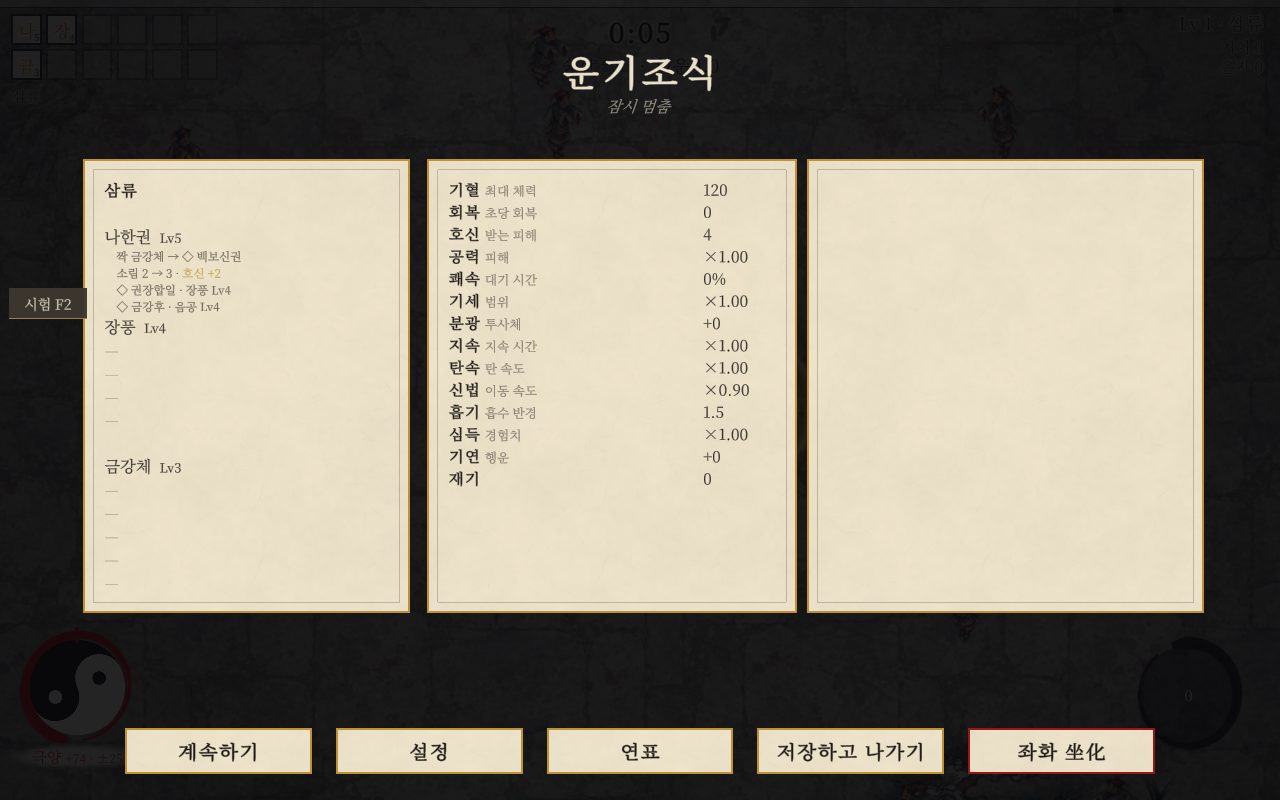 0:05
운기조식
잠시 멈춤
삼류
나한권 Lv5
짝 금강체 → ◇ 백보신권
소림 2 → 3 · 호신 +2
◇ 권장합일 · 장풍 Lv4
◇ 금강후 · 음공 Lv4
장풍 Lv4
—
—
—
—
금강체 Lv3
—
—
—
—
—
시험 F2
기혈 최대 체력 120
회복 초당 회복 0
호신 받는 피해 4
공력 피해 ×1.00
쾌속 대기 시간 0%
기세 범위 ×1.00
분광 투사체 +0
지속 지속 시간 ×1.00
탄속 탄 속도 ×1.00
신법 이동 속도 ×0.90
흡기 흡수 반경 1.5
심득 경험치 ×1.00
기연 행운 +0
재기 0
0
계속하기
설정
연표
저장하고 나가기
좌화 坐化